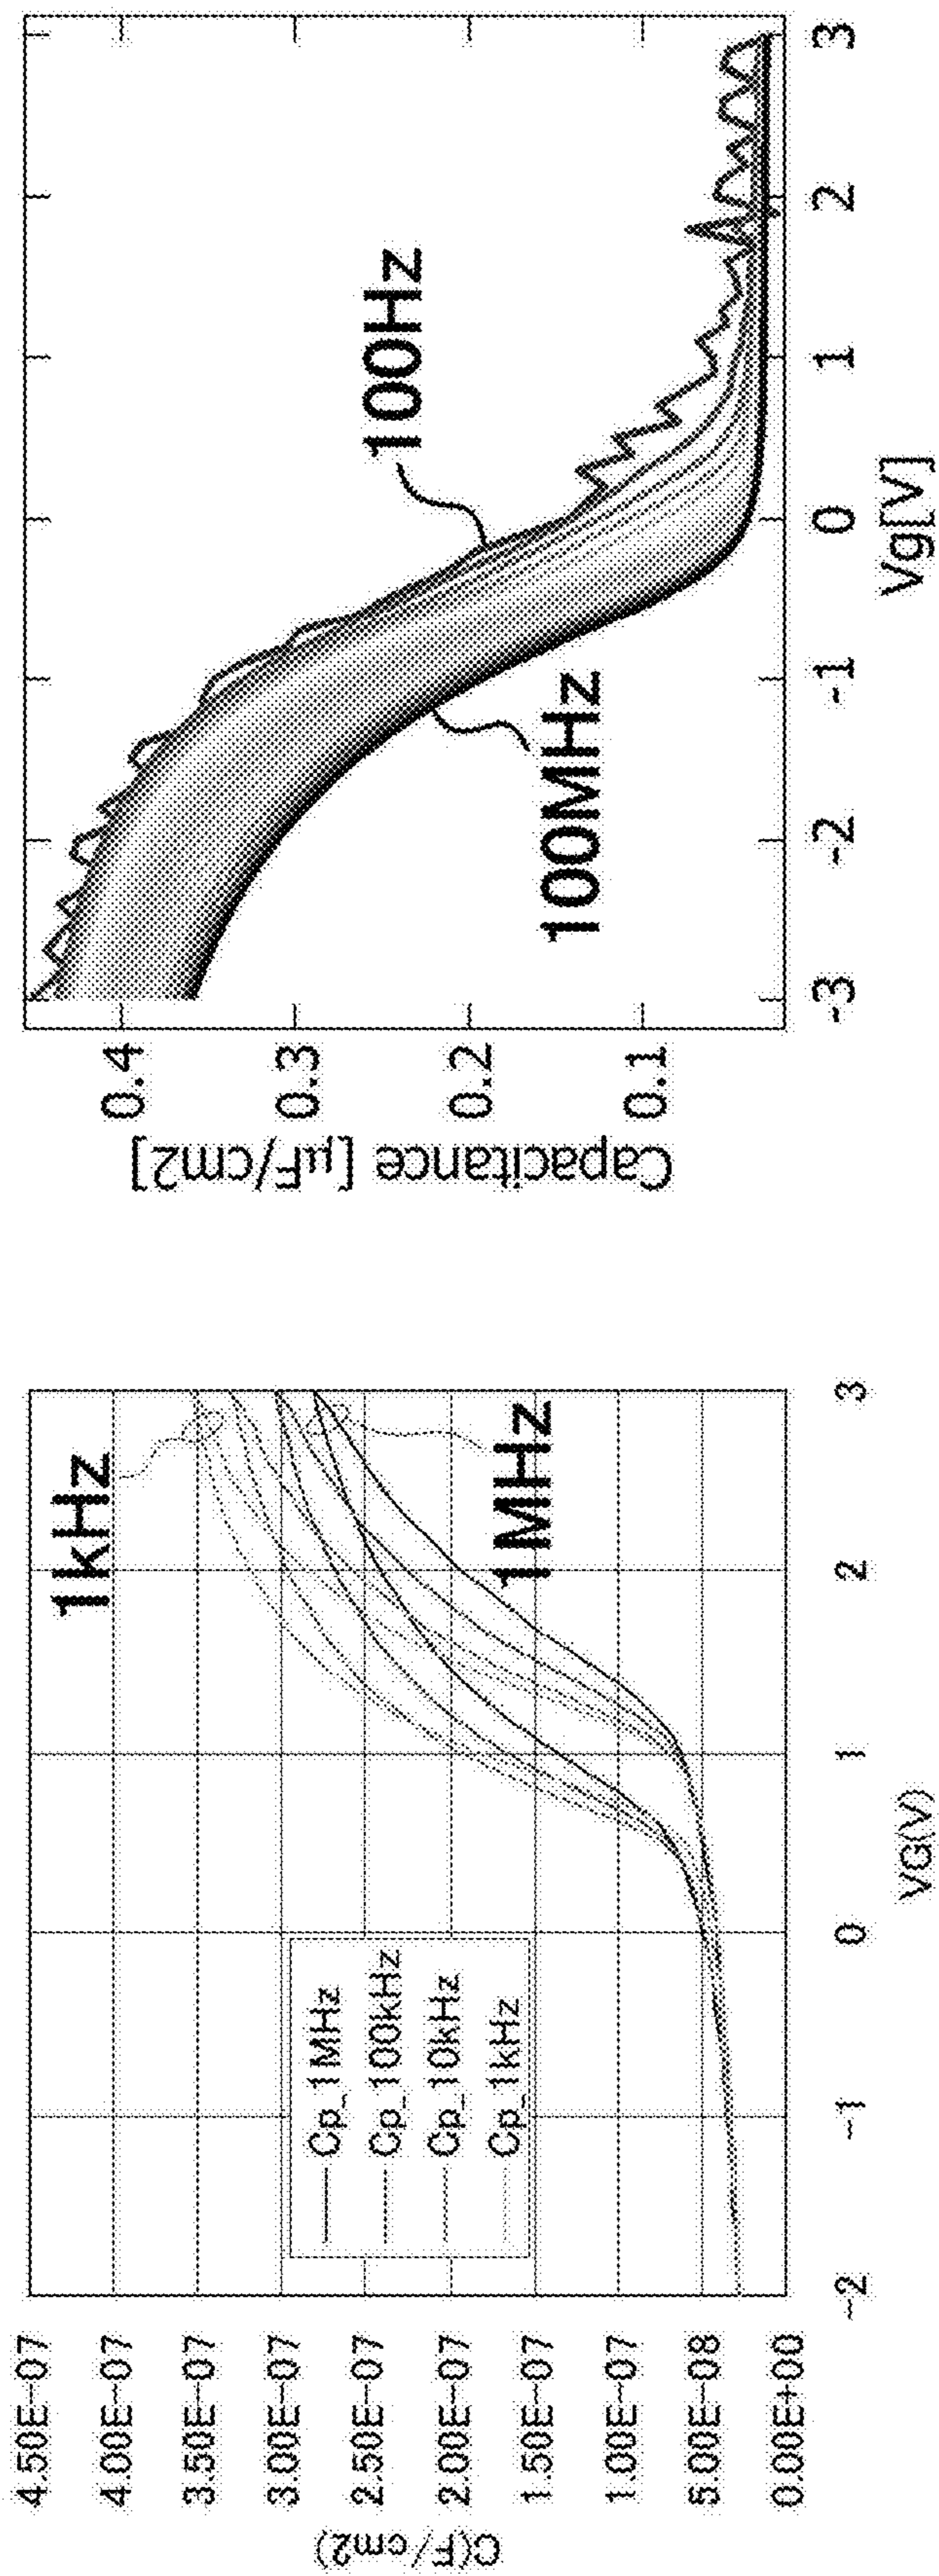 4.50E-07
4.00E-07
3.50E-07
3.00E-07
2.50E-07
2.00E-07
1.50E-07
1.00E-07
5.00E-08
0.00E+00
C(F/cm2)
-2
-1
0
1
2
3
VG(V)
Cp_1MHz
Cp_100kHz
Cp_10kHz
Cp_1kHz
1kHz
1MHz
Capacitance [μF/cm2]
0.4
0.3
0.2
0.1
-3
-2
-1
0
1
2
3
Vg[V]
100Hz
100MHz